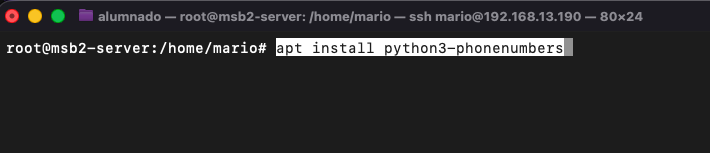 alumnado — root@msb2-server: /home/mario — ssh mario@192.168.13.190 — 80×24
root@msb2-server:/home/mario# apt install python3-phonenumbers